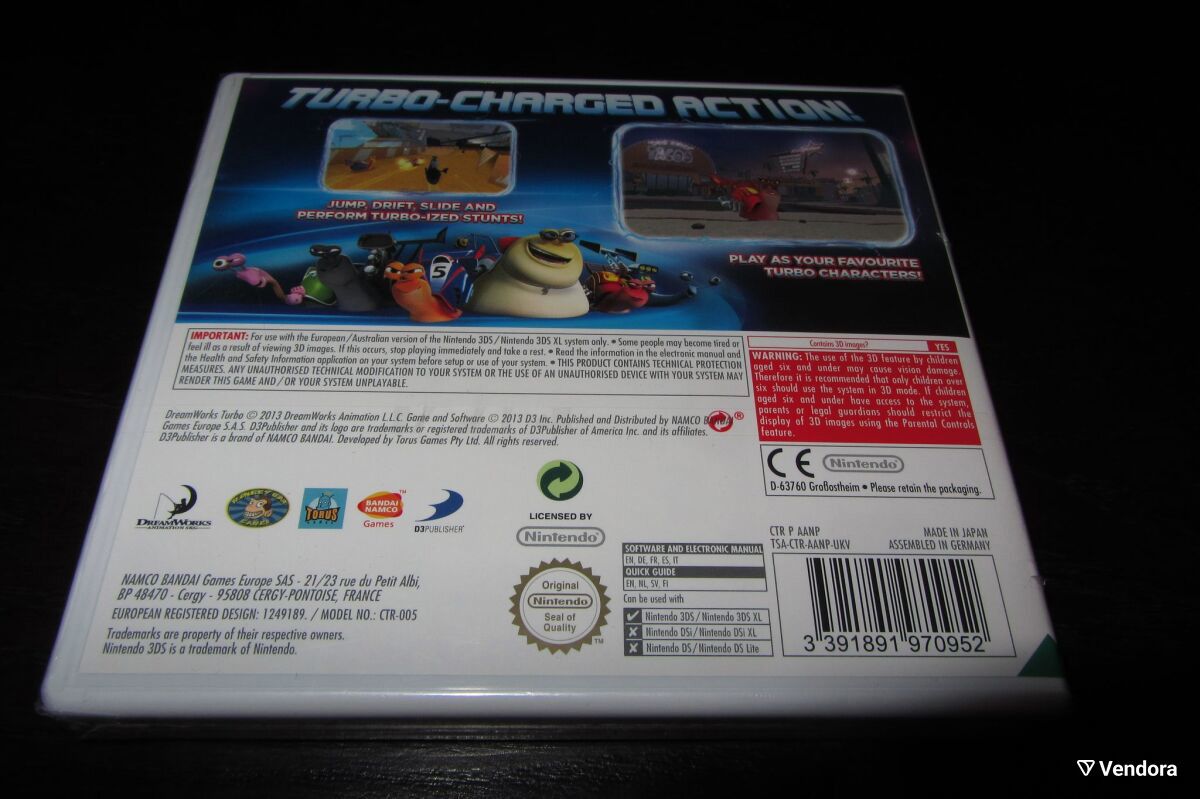 TURBO-CHARGED ACTION!
TACOS
JUMP, DRIFT, SLIDE AND
PERFORM TURBO-IZED STUNTS!
5
PLAY AS YOUR FAVOURITE
TURBO CHARACTERS!
IMPORTANT: For use with the European/Australian version of the Nintendo 3DS/Nintendo 3DS XL system only. • Some people may become tired or
feel ill as a result of viewing 3D images. If this occurs, stop playing immediately and take a rest. • Read the information in the electronic manual and
the Health and Safety Information application on your system before setup or use of your system. • THIS PRODUCT CONTAINS TECHNICAL PROTECTION
MEASURES. ANY UNAUTHORISED TECHNICAL MODIFICATION TO YOUR SYSTEM OR THE USE OF AN UNAUTHORISED DEVICE WITH YOUR SYSTEM MAY
RENDER THIS GAME AND/OR YOUR SYSTEM UNPLAYABLE.
Contains 3D images? YES
WARNING: The use of the 3D feature by children
aged six and under may cause vision damage.
Therefore it is recommended that only children over
six should use the system in 3D mode. If children
aged six and under have access to the system,
parents or legal guardians should restrict the
display of 3D images using the Parental Controls
feature.
DreamWorks Turbo © 2013 DreamWorks Animation L.L.C. Game and Software © 2013 D3 Inc. Published and Distributed by NAMCO BANDAI ®
Games Europe S.A.S. D3Publisher and its logo are trademarks or registered trademarks of D3Publisher of America Inc. and its affiliates.
D3Publisher is a brand of NAMCO BANDAI. Developed by Torus Games Pty Ltd. All rights reserved.
CE Nintendo
D-63760 Großostheim • Please retain the packaging.
DREAMWORKS
ANIMATION SKG
MONKEY BAR
GAMES
TORUS
GAMES
BANDAI
NAMCO
Games
TM
D3PUBLISHER
LICENSED BY
Nintendo
CTR P AANP
TSA-CTR-AANP-UKV
MADE IN JAPAN
ASSEMBLED IN GERMANY
SOFTWARE AND ELECTRONIC MANUAL
EN, DE, FR, ES, IT
QUICK GUIDE
EN, NL, SV, FI
Can be used with
Nintendo 3DS/Nintendo 3DS XL
Nintendo DSi/Nintendo DSi XL
Nintendo DS/Nintendo DS Lite
Original
Nintendo
Seal of
Quality
TM
NAMCO BANDAI Games Europe SAS - 21/23 rue du Petit Albi,
BP 48470 - Cergy - 95808 CERGY-PONTOISE, FRANCE
EUROPEAN REGISTERED DESIGN: 1249189. / MODEL NO.: CTR-005
Trademarks are property of their respective owners.
Nintendo 3DS is a trademark of Nintendo.
3 391891 970952
Vendora